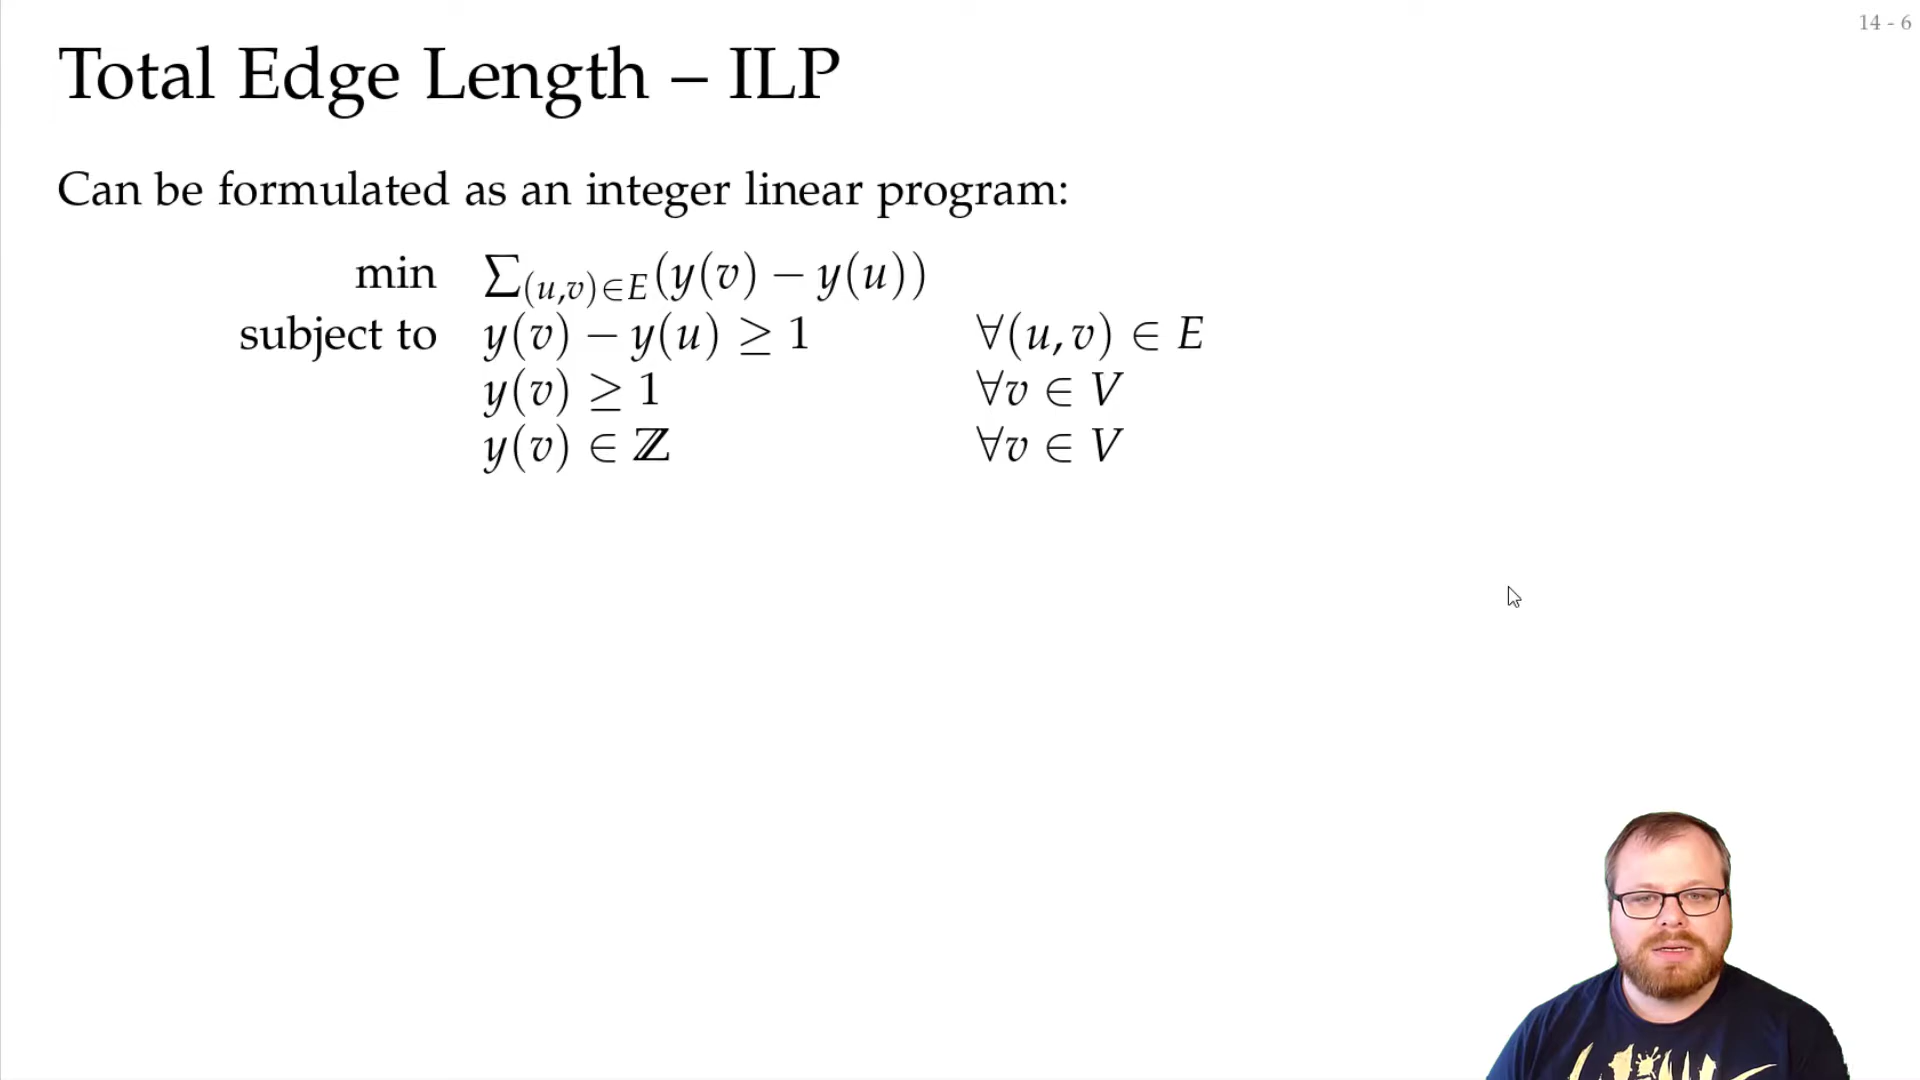 14 - 6
Total Edge Length – ILP
Can be formulated as an integer linear program:
min ∑(u,v)∈E(y(v) − y(u))
subject to y(v) − y(u) ≥ 1 ∀(u, v) ∈ E
y(v) ≥ 1 ∀v ∈ V
y(v) ∈ ℤ ∀v ∈ V